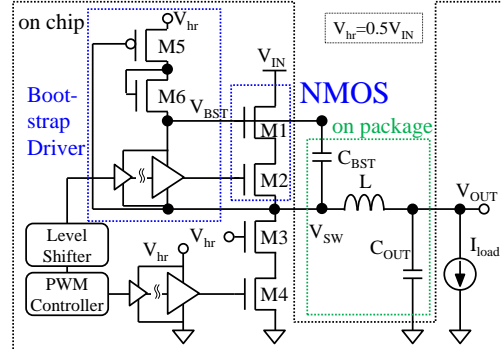 on chip
V_hr
V_hr=0.5V_IN
M5
V_IN
M6
Boot-
strap
Driver
V_BST
NMOS
M1
on package
C_BST
M2
L
V_OUT
Level
Shifter
V_hr
V_hr
M3
V_SW
C_OUT
I_load
PWM
Controller
M4